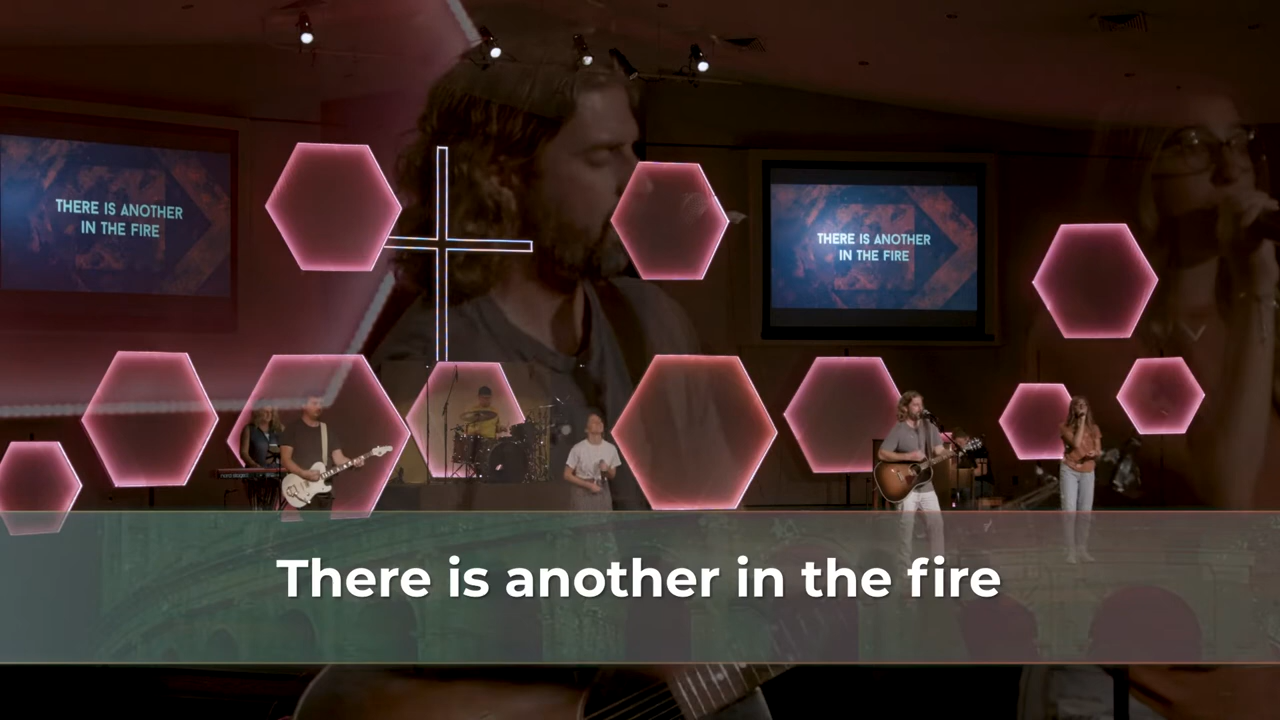 THERE IS ANOTHER
IN THE FIRE
THERE IS ANOTHER
IN THE FIRE
There is another in the fire